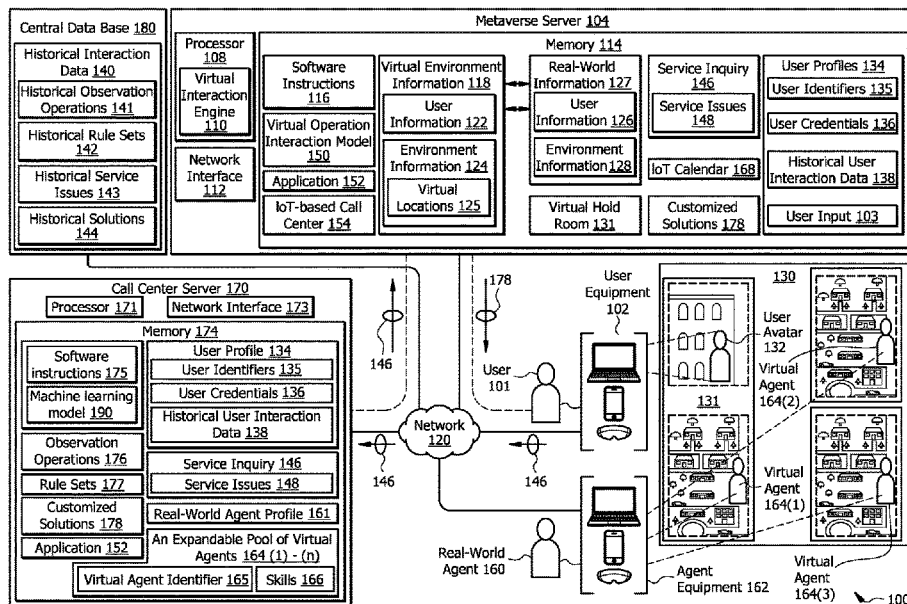 Central Data Base 180
Historical Interaction
Data 140
Historical Observation
Operations 141
Historical Rule Sets
142
Historical Service
Issues 143
Historical Solutions
144
Metaverse Server 104
Processor
108
Virtual
Interaction
Engine
110
Network
Interface
112
Memory 114
Software
Instructions
116
Virtual Operation
Interaction Model
150
Application 152
IoT-based Call
Center 154
Virtual Environment
Information 118
User
Information 122
Environment
Information 124
Virtual
Locations 125
Real-World
Information 127
User
Information 126
Environment
Information 128
Virtual Hold
Room 131
Service Inquiry
146
Service Issues
148
IoT Calendar 168
Customized
Solutions 178
User Profiles 134
User Identifiers 135
User Credentials 136
Historical User
Interaction Data 138
User Input 103
Call Center Server 170
Processor 171
Network Interface 173
Memory 174
Software
instructions 175
Machine learning
model 190
Observation
Operations 176
Rule Sets 177
Customized
Solutions 178
Application 152
User Profile 134
User Identifiers 135
User Credentials 136
Historical User Interaction
Data 138
Service Inquiry 146
Service Issues 148
Real-World Agent Profile 161
An Expandable Pool of Virtual
Agents 164 (1) - (n)
Virtual Agent Identifier 165
Skills 166
146
178
User
101
User
Equipment
102
Network
120
146
146
Real-World
Agent 160
Agent Equipment 162
130
131
User
Avatar
132
Virtual
Agent
164(2)
Virtual
Agent
164(1)
Virtual
Agent
164(3)
100